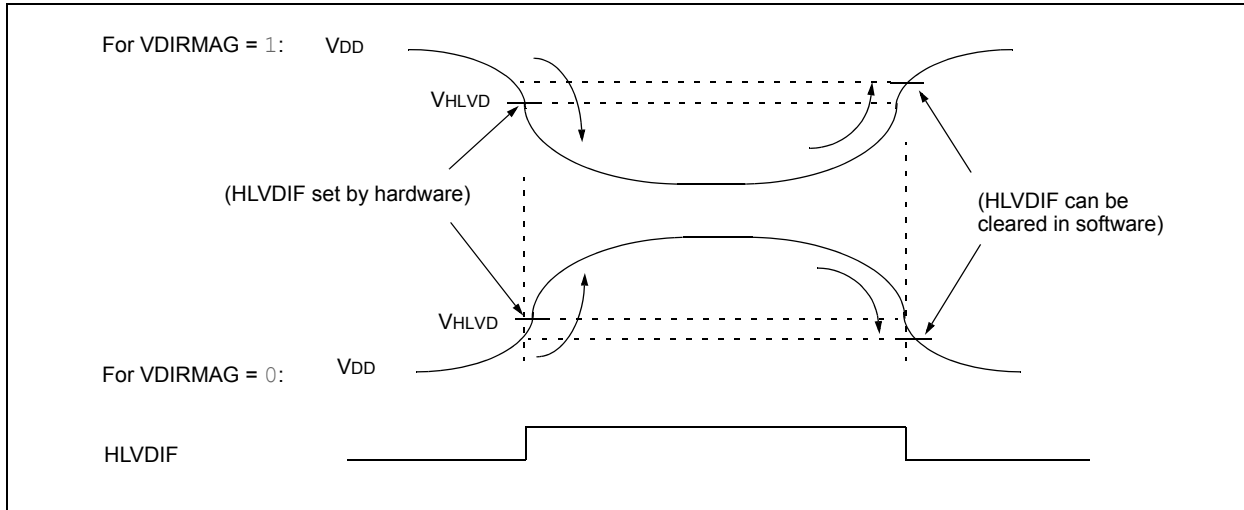 For VDIRMAG = 1: VDD
VHLVD
(HLVDIF set by hardware)
(HLVDIF can be
cleared in software)
VHLVD
For VDIRMAG = 0: VDD
HLVDIF